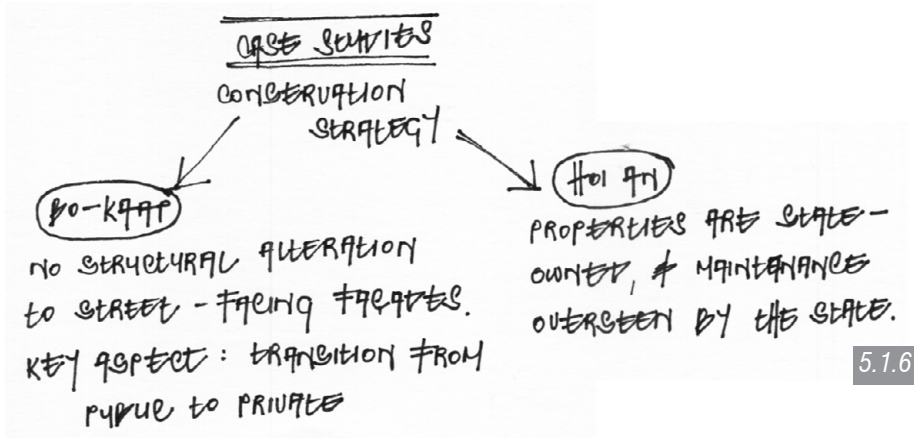 CASE STUDIES
CONSERVATION
STRATEGY
BO-KAAP
NO STRUCTURAL ALTERATION
TO STREET-FACING FACADES.
KEY ASPECT: TRANSITION FROM
PUBLIC TO PRIVATE
HOI AN
PROPERTIES ARE STATE-
OWNED, & MAINTENANCE
OVERSEEN BY THE STATE.
5.1.6